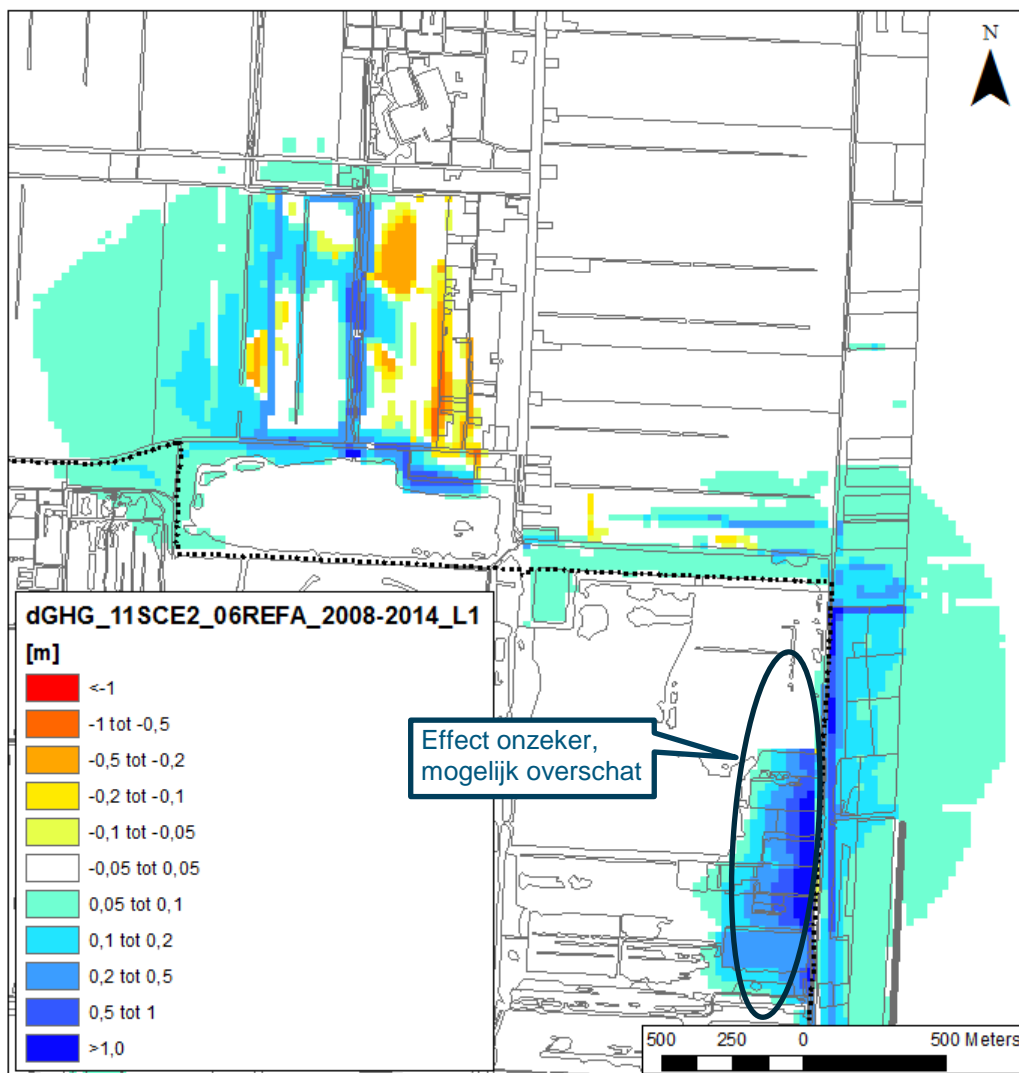 N
Effect onzeker,
mogelijk overschat
dGHG_11SCE2_06REFA_2008-2014_L1
[m]
<-1
-1 tot -0,5
-0,5 tot -0,2
-0,2 tot -0,1
-0,1 tot -0,05
-0,05 tot 0,05
0,05 tot 0,1
0,1 tot 0,2
0,2 tot 0,5
0,5 tot 1
>1,0
500 250 0 500 Meters